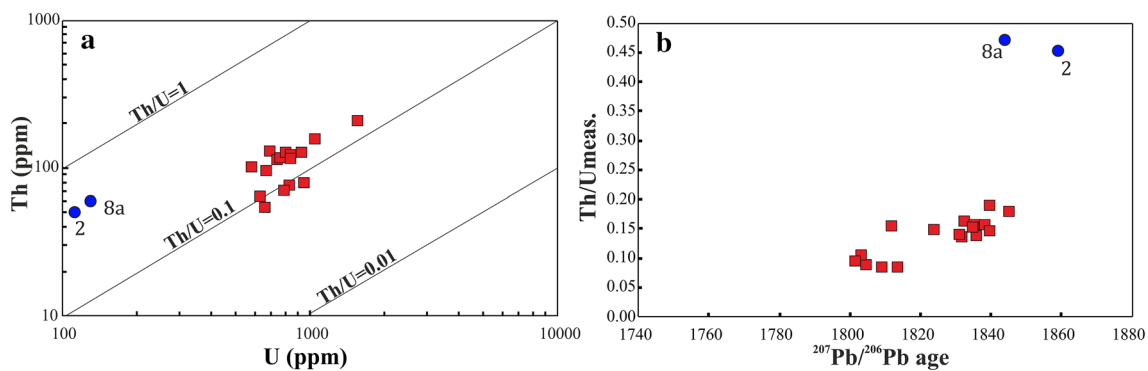 a
1000
100
10
Th (ppm)
Th/U=1
Th/U=0.1
Th/U=0.01
8a
2
100
1000
10000
U (ppm)
b
0.50.
0.45
0.40
0.35
0.30
0.25
0.20
0.15
0.10
0.05
0.00
Th/Umeas.
8a
2
1740
1760
1780
1800
1820
1840
1860
1880
²⁰⁷Pb/²⁰⁶Pb age